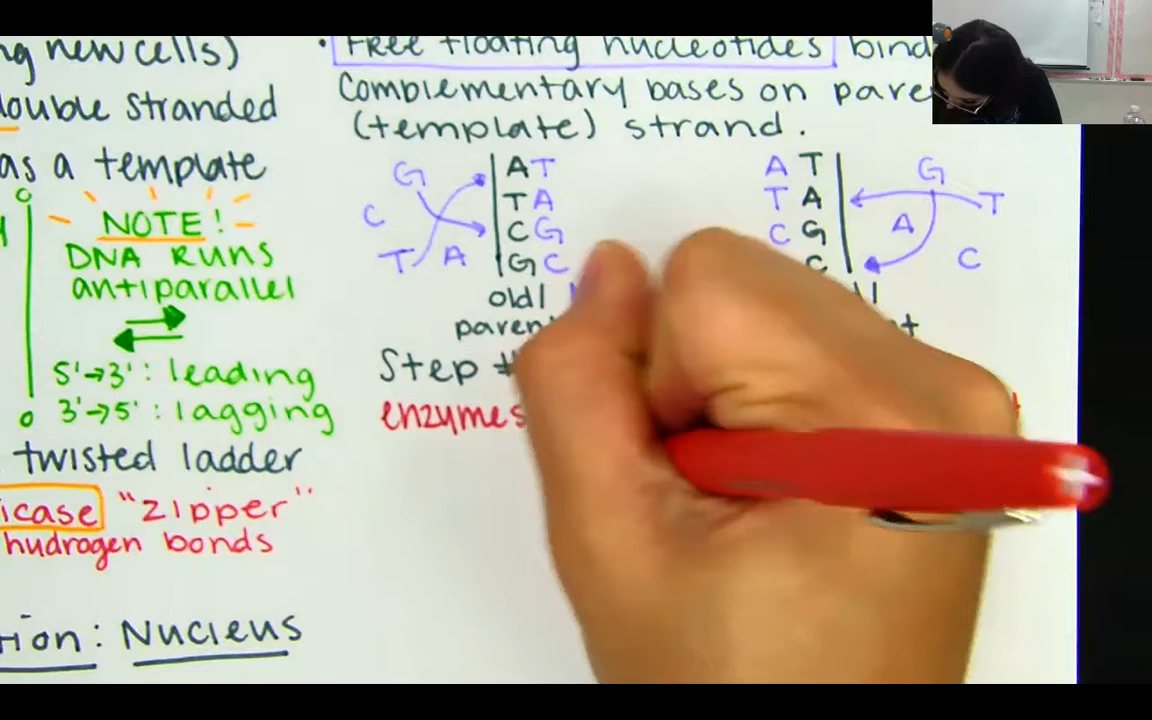 ng new cells)
double stranded
as a template
NOTE!
DNA RUNS
antiparallel
5'→3': leading
3'→5': lagging
twisted ladder
icase "zipper"
hudrogen bonds
tion: Nucleus
• Free floating nucleotides bind
Complementary bases on pare
(template) strand.
G
C
T
A
A T
T A
C G
G C
old/
paren
A T
T A
C G
C
G
T
A
C
Step #
enzymes